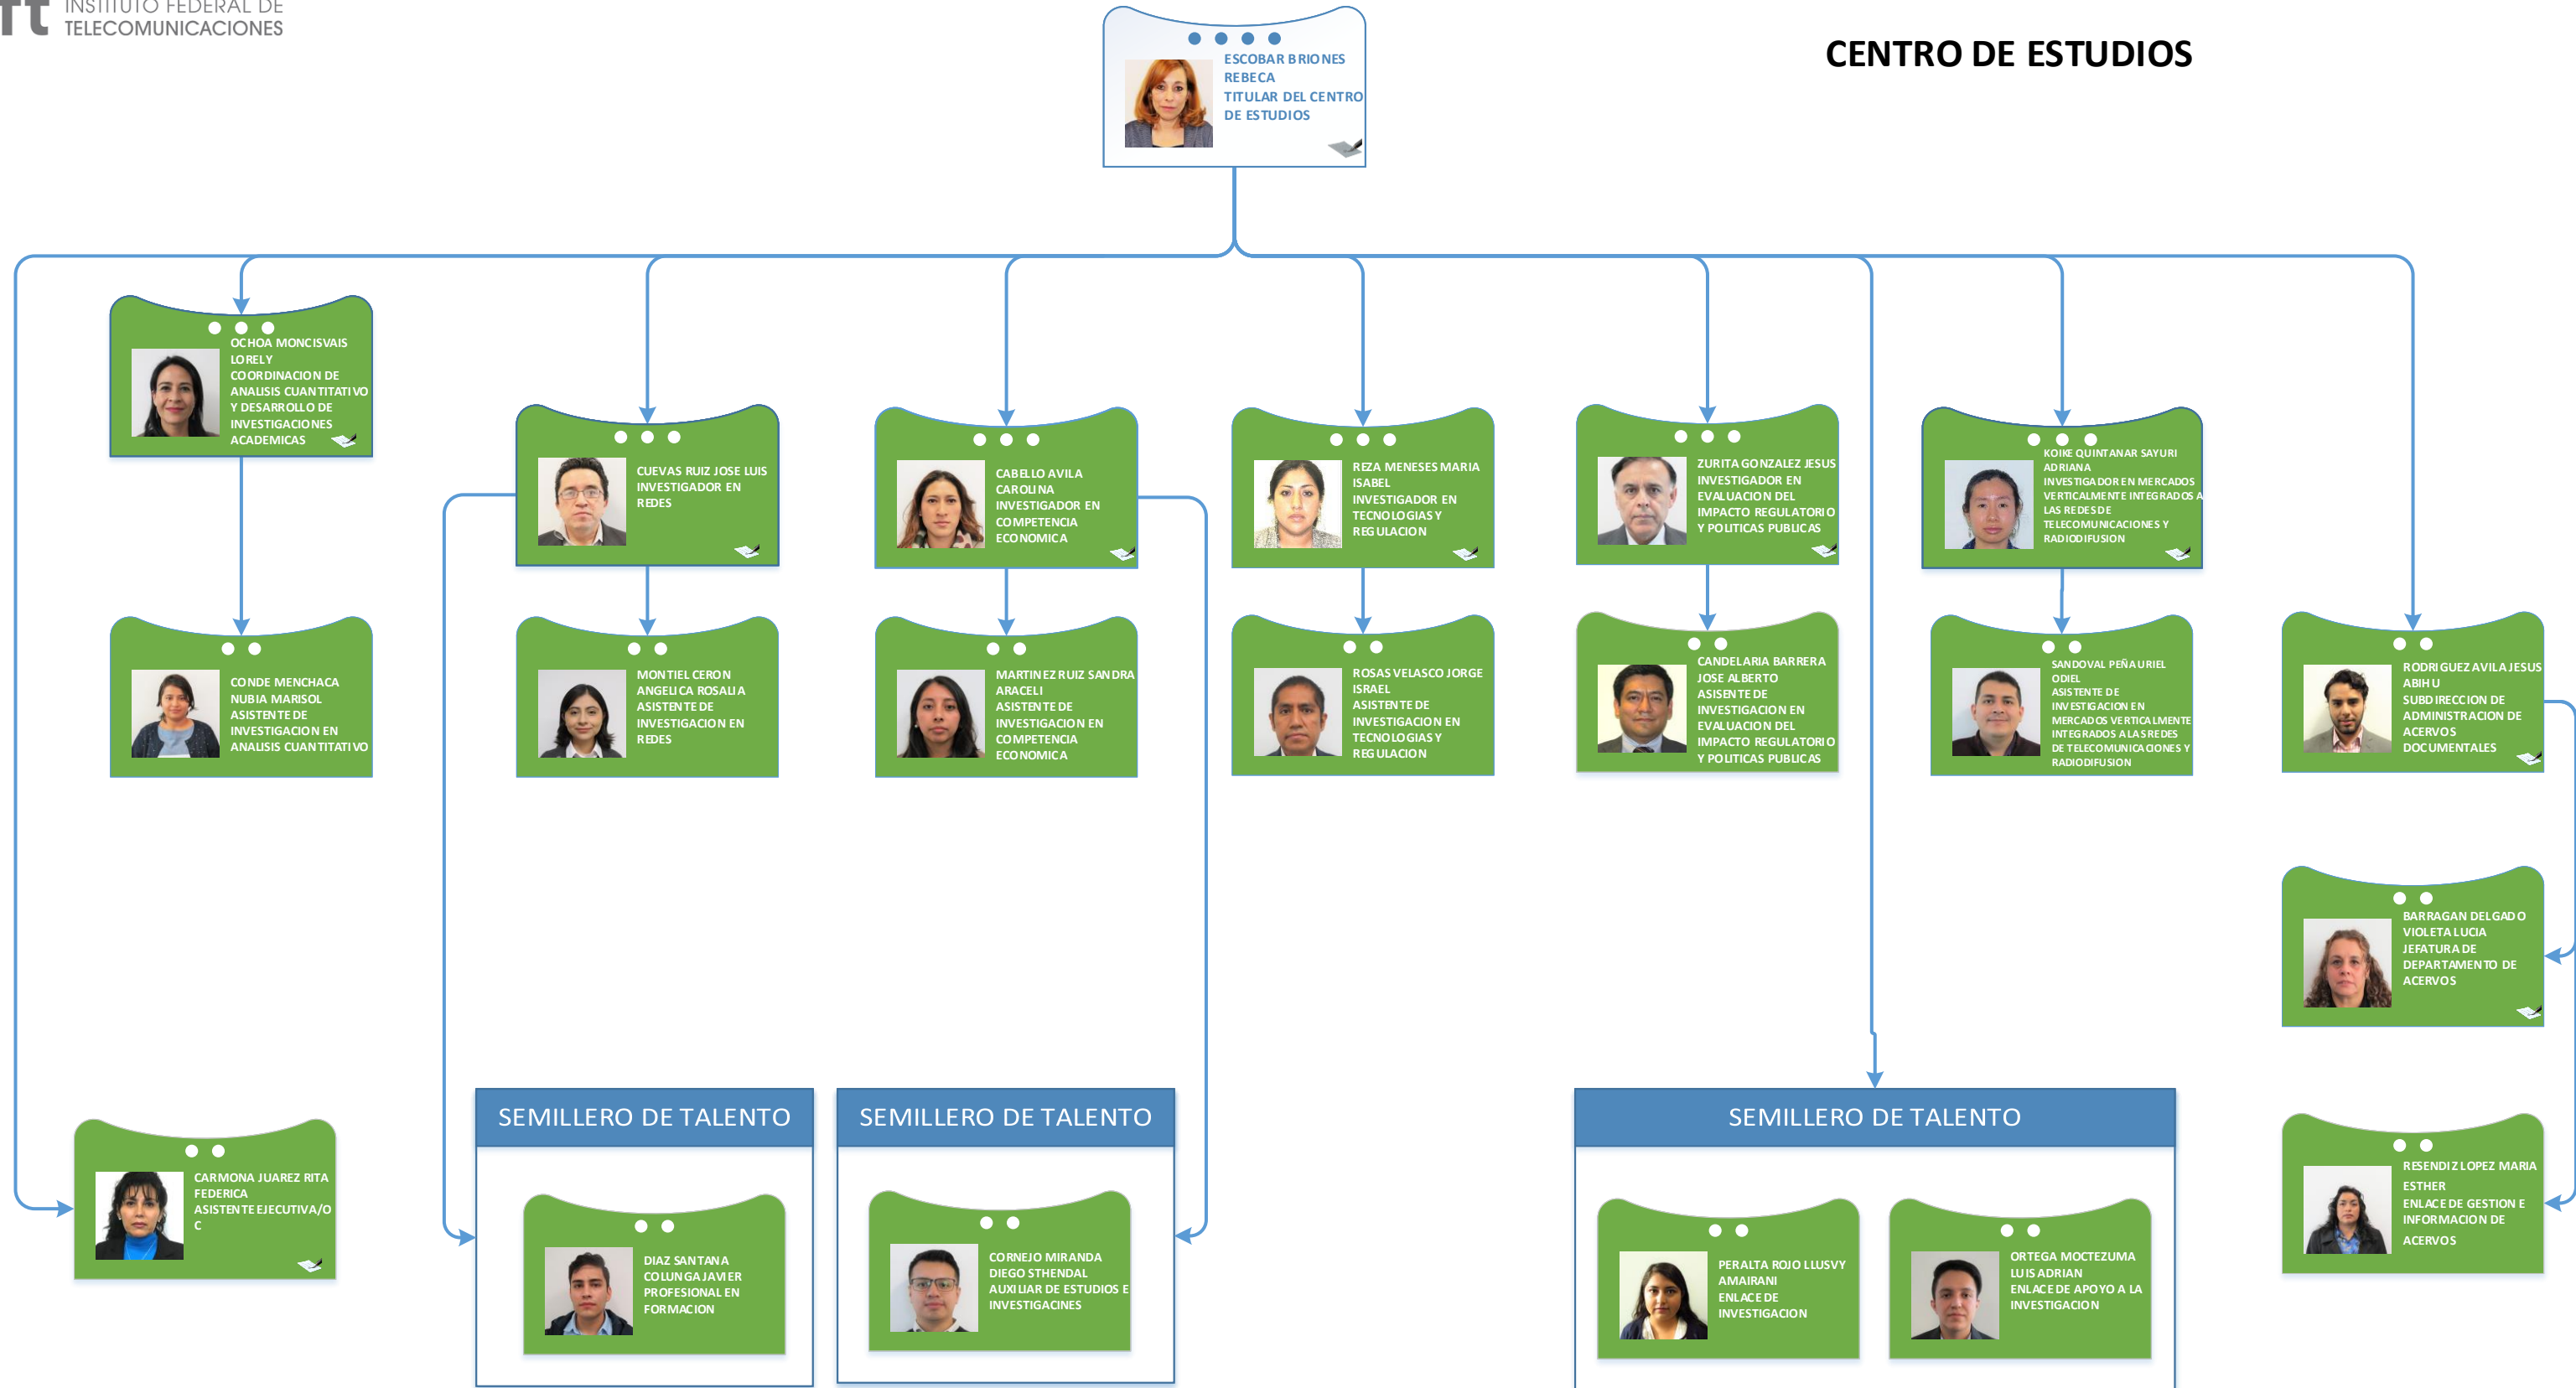 ift INSTITUTO FEDERAL DE
TELECOMUNICACIONES
CENTRO DE ESTUDIOS
ESCOBAR BRIONES
REBECA
TITULAR DEL CENTRO
DE ESTUDIOS
OCHOA MONCISVAIS
LORELY
COORDINACION DE
ANALISIS CUANTITATIVO
Y DESARROLLO DE
INVESTIGACIONES
ACADEMICAS
CUEVAS RUIZ JOSE LUIS
INVESTIGADOR EN
REDES
CABELLO AVILA
CAROLINA
INVESTIGADOR EN
COMPETENCIA
ECONOMICA
REZA MENESES MARIA
ISABEL
INVESTIGADOR EN
TECNOLOGIAS Y
REGULACION
ZURITA GONZALEZ JESUS
INVESTIGADOR EN
EVALUACION DEL
IMPACTO REGULATORIO
Y POLITICAS PUBLICAS
KOIKE QUINTANAR SAYURI
ADRIANA
INVESTIGADOR EN MERCADOS
VERTICALMENTE INTEGRADOS A
LAS REDES DE
TELECOMUNICACIONES Y
RADIODIFUSION
CONDE MENCHACA
NUBIA MARISOL
ASISTENTE DE
INVESTIGACION EN
ANALISIS CUANTITATIVO
MONTIEL CERON
ANGELICA ROSALIA
ASISTENTE DE
INVESTIGACION EN
REDES
MARTINEZ RUIZ SANDRA
ARACELI
ASISTENTE DE
INVESTIGACION EN
COMPETENCIA
ECONOMICA
ROSAS VELASCO JORGE
ISRAEL
ASISTENTE DE
INVESTIGACION EN
TECNOLOGIAS Y
REGULACION
CANDELARIA BARRERA
JOSE ALBERTO
ASISENTE DE
INVESTIGACION EN
EVALUACION DEL
IMPACTO REGULATORIO
Y POLITICAS PUBLICAS
SANDOVAL PEÑA URIEL
ODIEL
ASISTENTE DE
INVESTIGACION EN
MERCADOS VERTICALMENTE
INTEGRADOS A LAS REDES
DE TELECOMUNICACIONES Y
RADIODIFUSION
RODRIGUEZ AVILA JESUS
ABIHU
SUBDIRECCION DE
ADMINISTRACION DE
ACERVOS
DOCUMENTALES
BARRAGAN DELGADO
VIOLETA LUCIA
JEFATURA DE
DEPARTAMENTO DE
ACERVOS
CARMONA JUAREZ RITA
FEDERICA
ASISTENTE EJECUTIVA/O
C
SEMILLERO DE TALENTO
DIAZ SANTANA
COLUNGA JAVIER
PROFESIONAL EN
FORMACION
SEMILLERO DE TALENTO
CORNEJO MIRANDA
DIEGO STHENDAL
AUXILIAR DE ESTUDIOS E
INVESTIGACINES
SEMILLERO DE TALENTO
PERALTA ROJO LLUSVY
AMAIRANI
ENLACE DE
INVESTIGACION
ORTEGA MOCTEZUMA
LUIS ADRIAN
ENLACE DE APOYO A LA
INVESTIGACION
RESENDIZ LOPEZ MARIA
ESTHER
ENLACE DE GESTION E
INFORMACION DE
ACERVOS